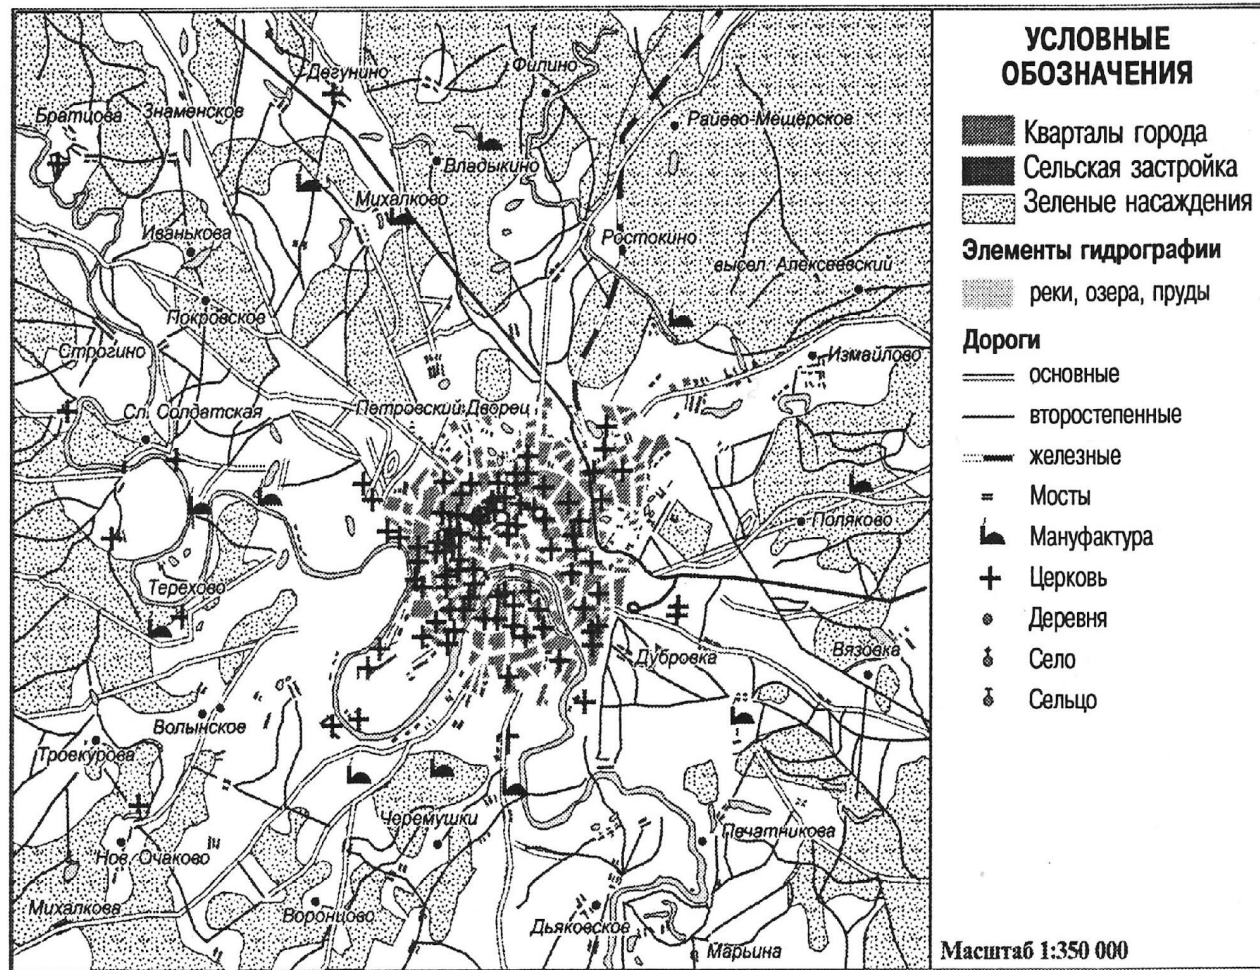 Дегунино
Филино
Братцова
Знаменское
Райево-Мещерское
Владыкино
Михалково
Иванькова
Ростокино
высел. Алексеевский
Покровское
Строгино
Измайлово
Сл. Солдатская
Петровский Дворец
Поляково
Терехово
Дубровка
Вязовка
Волынское
Троекурова
Черемушки
Печатникова
Нов. Очаково
Михалкова
Воронцово
Дьяковское
Марьина
УСЛОВНЫЕ
ОБОЗНАЧЕНИЯ
Кварталы города
Сельская застройка
Зеленые насаждения
Элементы гидрографии
реки, озера, пруды
Дороги
основные
второстепенные
железные
Мосты
Мануфактура
Церковь
Деревня
Село
Сельцо
Масштаб 1:350 000